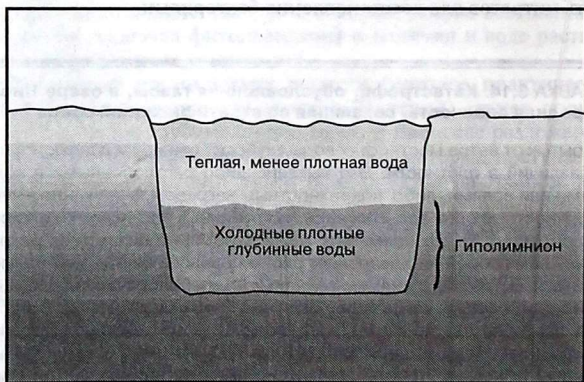 Теплая, менее плотная вода
Холодные плотные
глубинные воды
Гиполимнион